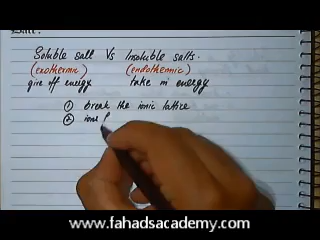 Soluble salt Vs Insoluble salts.
(exothermic) (endothermic)
give off energy take in energy
① break the ionic lattice
② ions
www.fahadsacademy.com